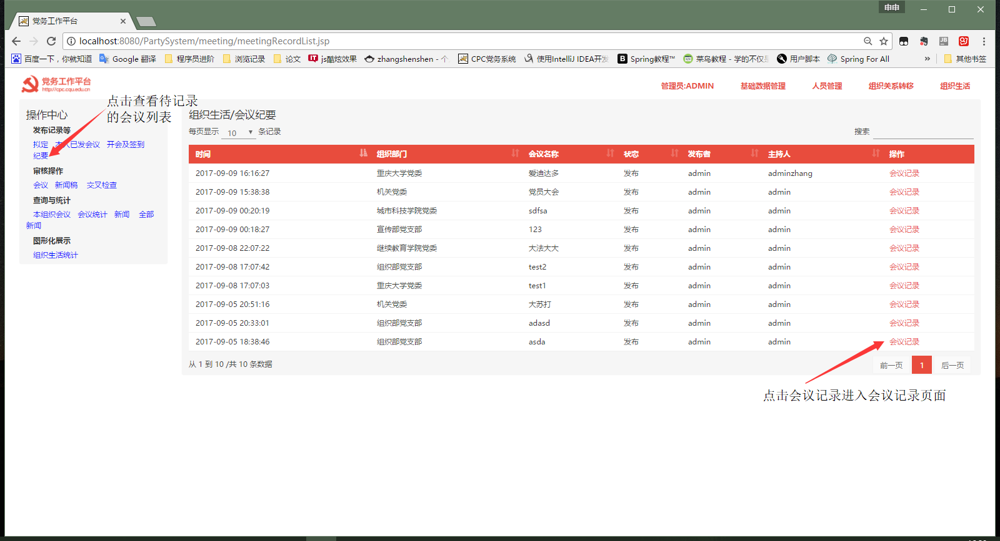 申申
党务工作平台
localhost:8080/PartySystem/meeting/meetingRecordList.jsp
百度一下，你就知道 Google 翻译 程序员进阶 浏览记录 论文 js酷炫效果 zhangshenshen - 个 CPC党务系统 使用IntelliJ IDEA开发 Spring教程™ 菜鸟教程 - 学的不仅是 用户脚本 Spring For All » 其他书签
党务工作平台
http://cpc.cqu.edu.cn
管理员:ADMIN 基础数据管理 人员管理 组织关系转移 组织生活
点击查看待记录
的会议列表
操作中心
发布记录等
拟定 本人已发会议 开会及签到
纪要
审核操作
会议 新闻稿 交叉检查
查询与统计
本组织会议 会议统计 新闻 全部
新闻
图形化展示
组织生活统计
组织生活/会议纪要
每页显示 10 条记录 搜索
时间 组织部门 会议名称 状态 发布者 主持人 操作
2017-09-09 16:16:27 重庆大学党委 爱迪达多 发布 admin adminzhang 会议记录
2017-09-09 15:38:38 机关党委 党员大会 发布 admin admin 会议记录
2017-09-09 00:20:19 城市科技学院党委 sdfsa 发布 admin admin 会议记录
2017-09-09 00:18:27 宣传部党支部 123 发布 admin admin 会议记录
2017-09-08 22:07:22 继续教育学院党委 大法大大 发布 admin admin 会议记录
2017-09-08 17:07:42 组织部党支部 test2 发布 admin admin 会议记录
2017-09-08 17:07:03 重庆大学党委 test1 发布 admin admin 会议记录
2017-09-05 20:51:16 机关党委 大苏打 发布 admin admin 会议记录
2017-09-05 20:33:01 组织部党支部 adasd 发布 admin admin 会议记录
2017-09-05 18:38:46 组织部党支部 asda 发布 admin admin 会议记录
从 1 到 10 /共 10 条数据 前一页 1 后一页
点击会议记录进入会议记录页面